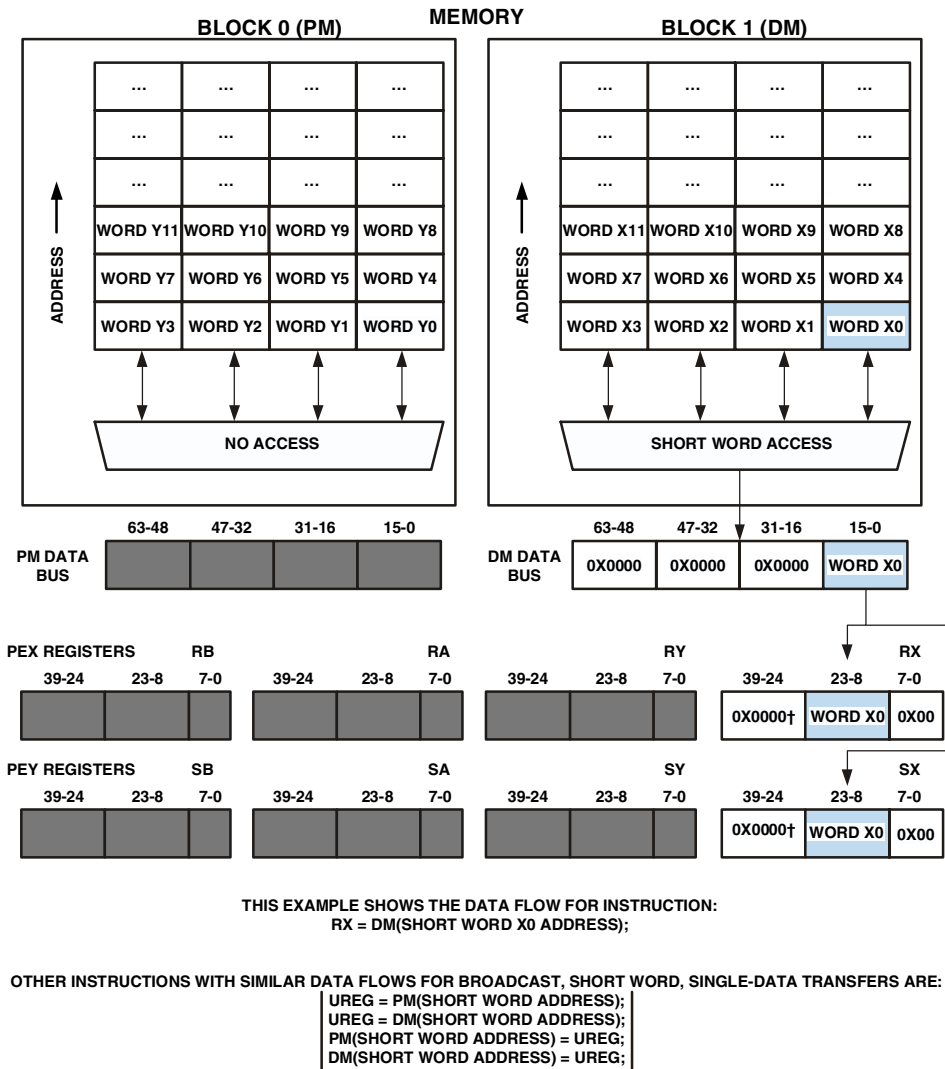 MEMORY
BLOCK 0 (PM) BLOCK 1 (DM)
... ... ... ... ... ... ... ...
... ... ... ... ... ... ... ...
... ... ... ... ... ... ... ...
ADDRESS ADDRESS
WORD Y11 WORD Y10 WORD Y9 WORD Y8 WORD X11 WORD X10 WORD X9 WORD X8
WORD Y7 WORD Y6 WORD Y5 WORD Y4 WORD X7 WORD X6 WORD X5 WORD X4
WORD Y3 WORD Y2 WORD Y1 WORD Y0 WORD X3 WORD X2 WORD X1 WORD X0
NO ACCESS SHORT WORD ACCESS
63-48 47-32 31-16 15-0 63-48 47-32 31-16 15-0
PM DATA BUS DM DATA BUS 0X0000 0X0000 0X0000 WORD X0
PEX REGISTERS RB RA RY RX
39-24 23-8 7-0 39-24 23-8 7-0 39-24 23-8 7-0 39-24 23-8 7-0
0X0000† WORD X0 0X00
PEY REGISTERS SB SA SY SX
39-24 23-8 7-0 39-24 23-8 7-0 39-24 23-8 7-0 39-24 23-8 7-0
0X0000† WORD X0 0X00
THIS EXAMPLE SHOWS THE DATA FLOW FOR INSTRUCTION:
RX = DM(SHORT WORD X0 ADDRESS);
OTHER INSTRUCTIONS WITH SIMILAR DATA FLOWS FOR BROADCAST, SHORT WORD, SINGLE-DATA TRANSFERS ARE:
UREG = PM(SHORT WORD ADDRESS);
UREG = DM(SHORT WORD ADDRESS);
PM(SHORT WORD ADDRESS) = UREG;
DM(SHORT WORD ADDRESS) = UREG;